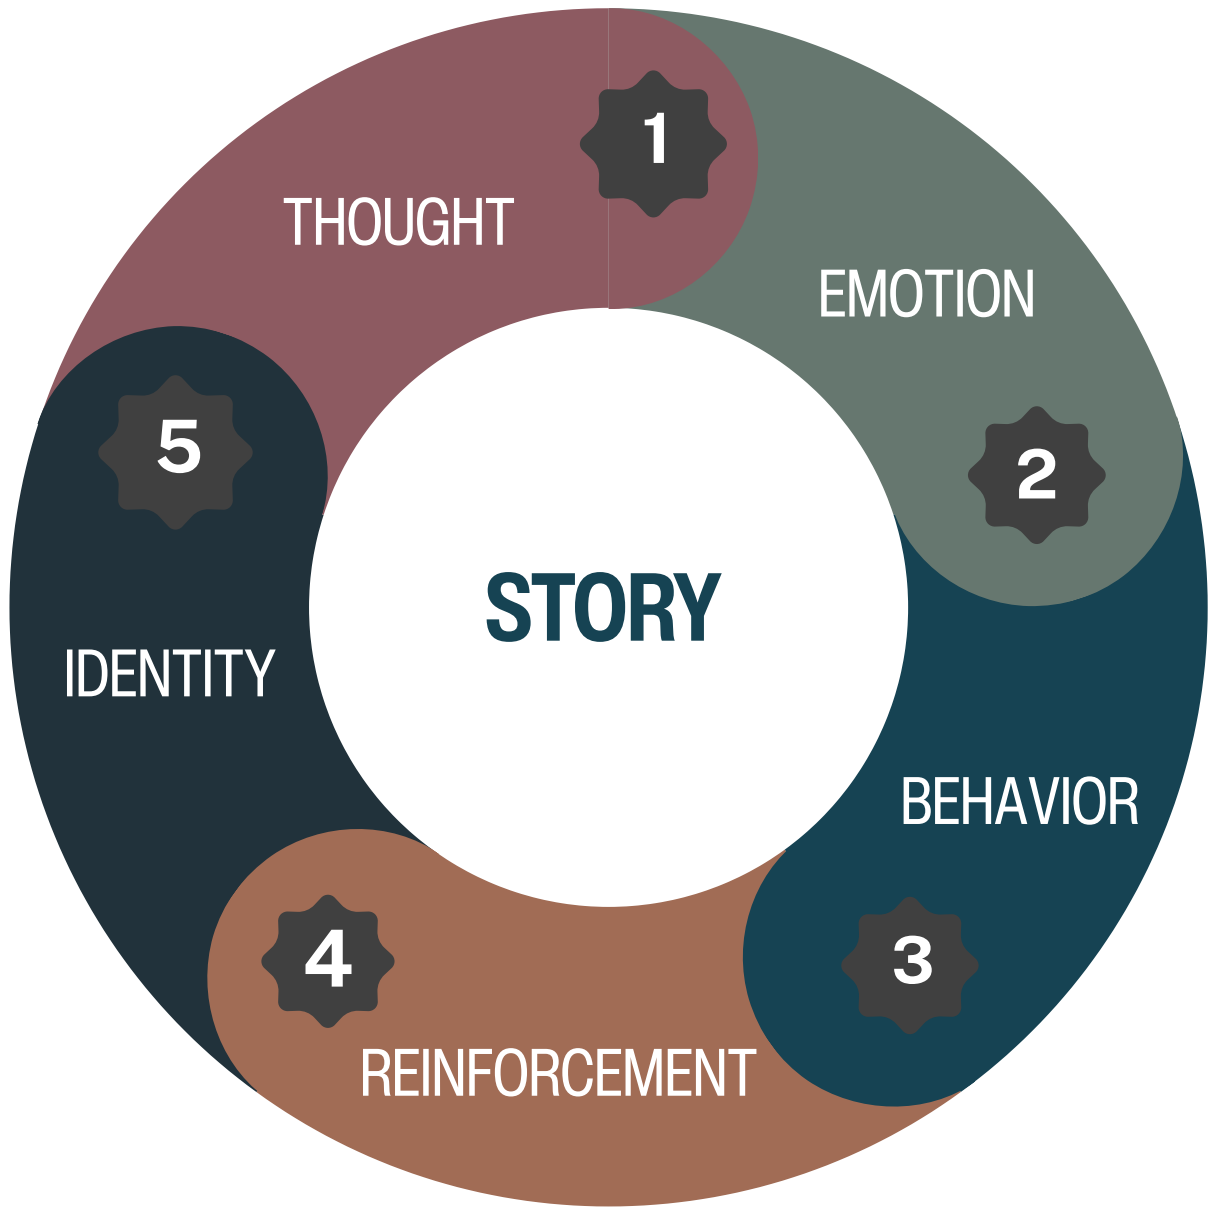 1
THOUGHT
EMOTION
2
5
STORY
IDENTITY
BEHAVIOR
3
4
REINFORCEMENT